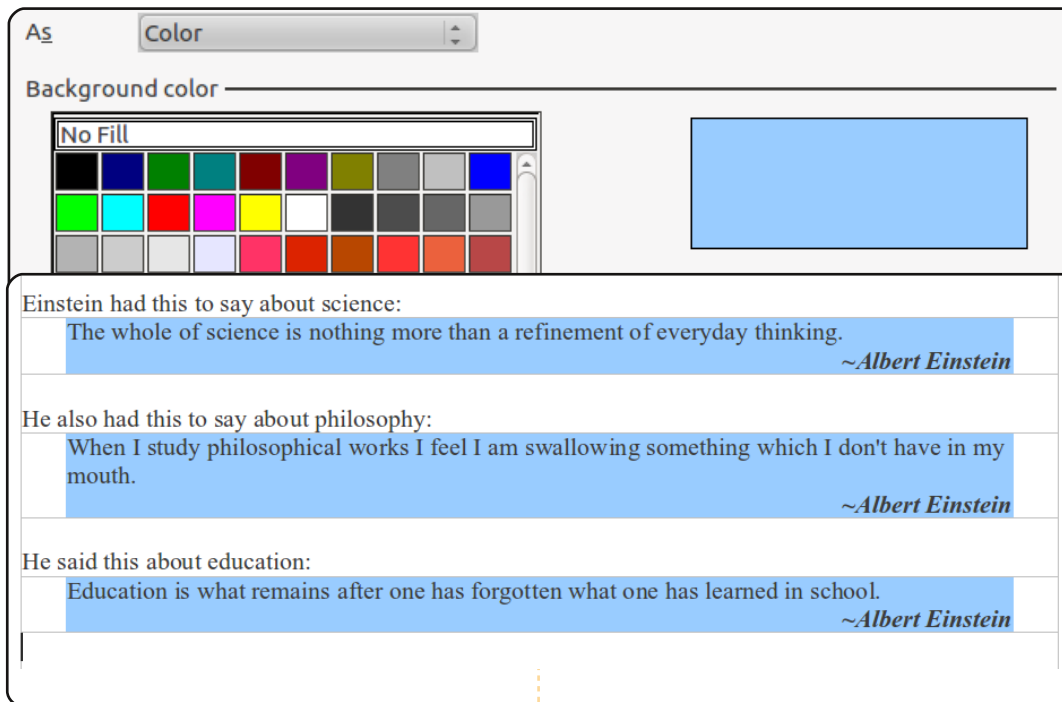 As
Color
Background color
No Fill
Einstein had this to say about science:
The whole of science is nothing more than a refinement of everyday thinking.
~Albert Einstein
He also had this to say about philosophy:
When I study philosophical works I feel I am swallowing something which I don't have in my
mouth.
~Albert Einstein
He said this about education:
Education is what remains after one has forgotten what one has learned in school.
~Albert Einstein